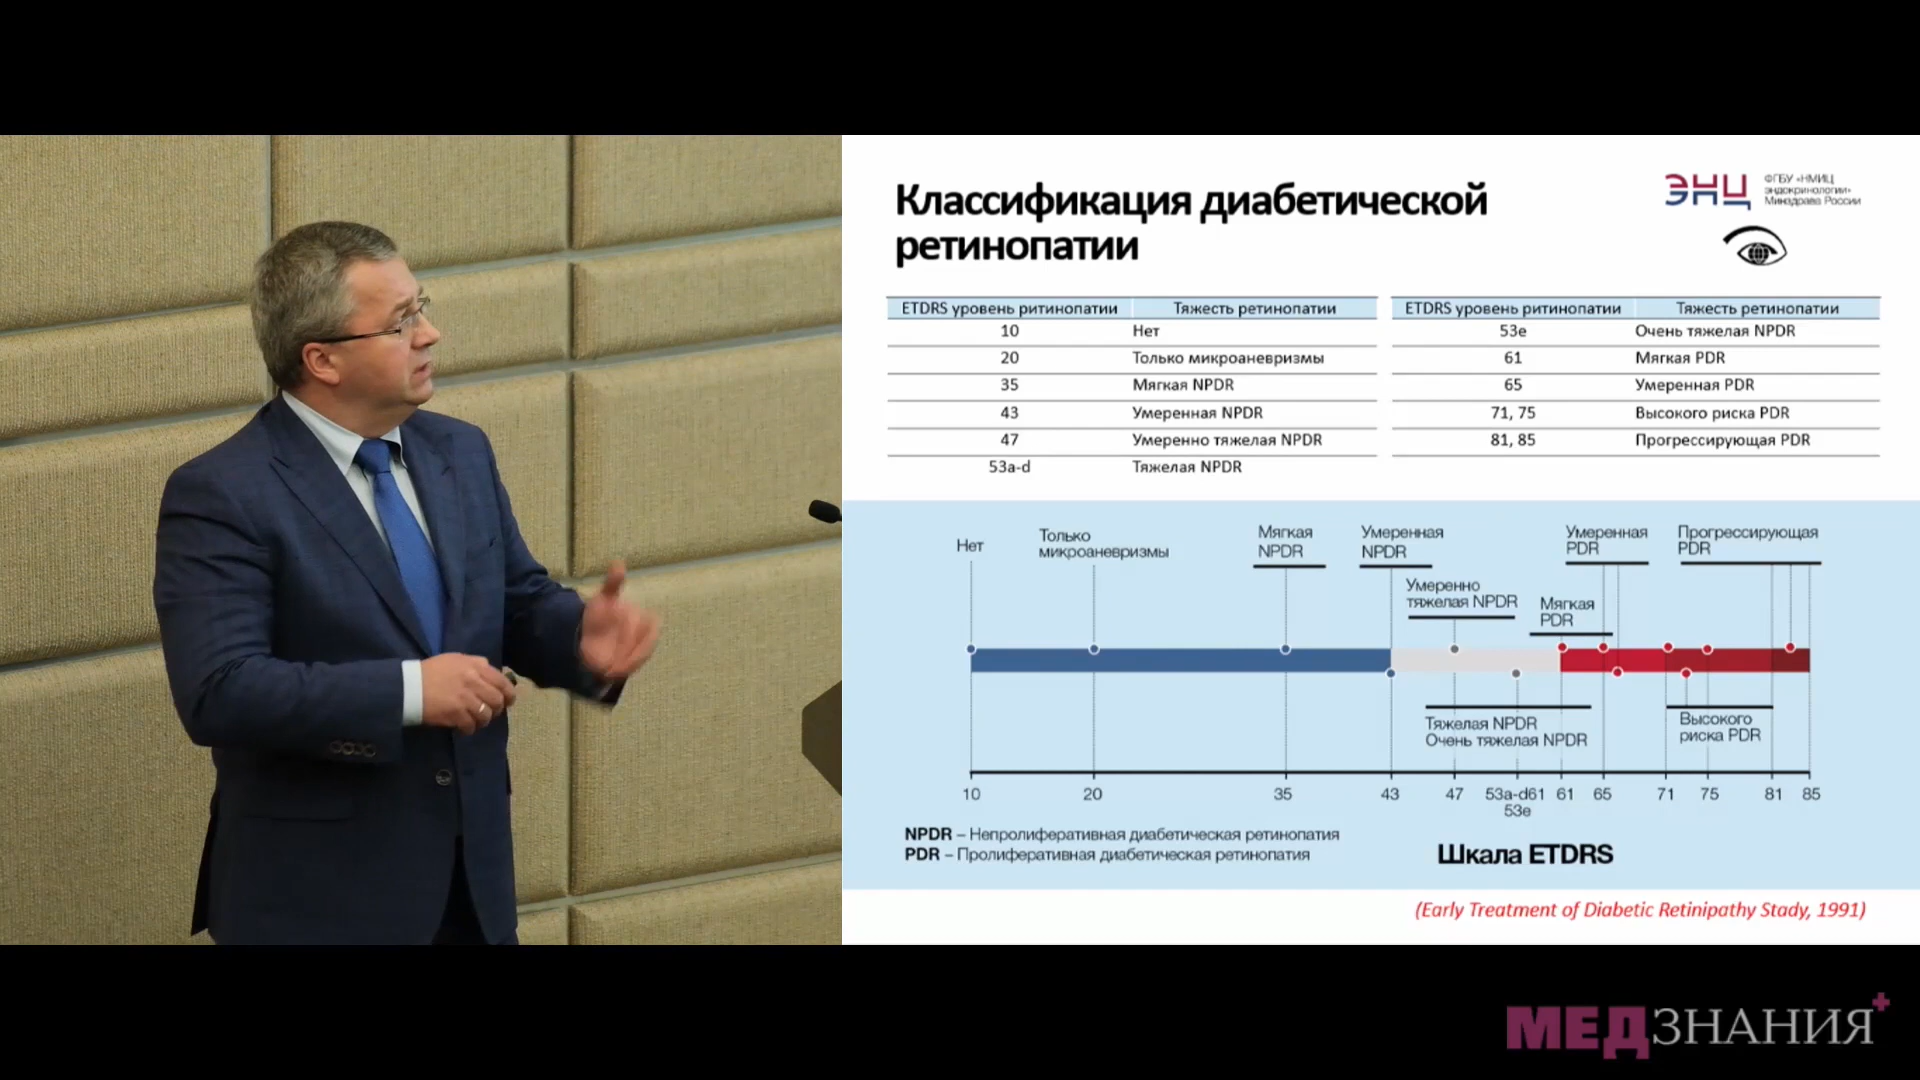 Классификация диабетической
ретинопатии
ЭНЦ
ФГБУ «НМИЦ
эндокринологии»
Минздрава России
ETDRS уровень ритинопатии Тяжесть ретинопатии
10 Нет
20 Только микроаневризмы
35 Мягкая NPDR
43 Умеренная NPDR
47 Умеренно тяжелая NPDR
53a-d Тяжелая NPDR
ETDRS уровень ритинопатии Тяжесть ретинопатии
53e Очень тяжелая NPDR
61 Мягкая PDR
65 Умеренная PDR
71, 75 Высокого риска PDR
81, 85 Прогрессирующая PDR
Нет
Только
микроаневризмы
Мягкая
NPDR
Умеренная
NPDR
Умеренно
тяжелая NPDR
Мягкая
PDR
Умеренная
PDR
Прогрессирующая
PDR
Тяжелая NPDR
Очень тяжелая NPDR
Высокого
риска PDR
10 20 35 43 47 53a-d61 61 65 71 75 81 85
53e
NPDR – Непролиферативная диабетическая ретинопатия
PDR – Пролиферативная диабетическая ретинопатия
Шкала ETDRS
(Early Treatment of Diabetic Retinipathy Stady, 1991)
МЕДЗНАНИЯ+